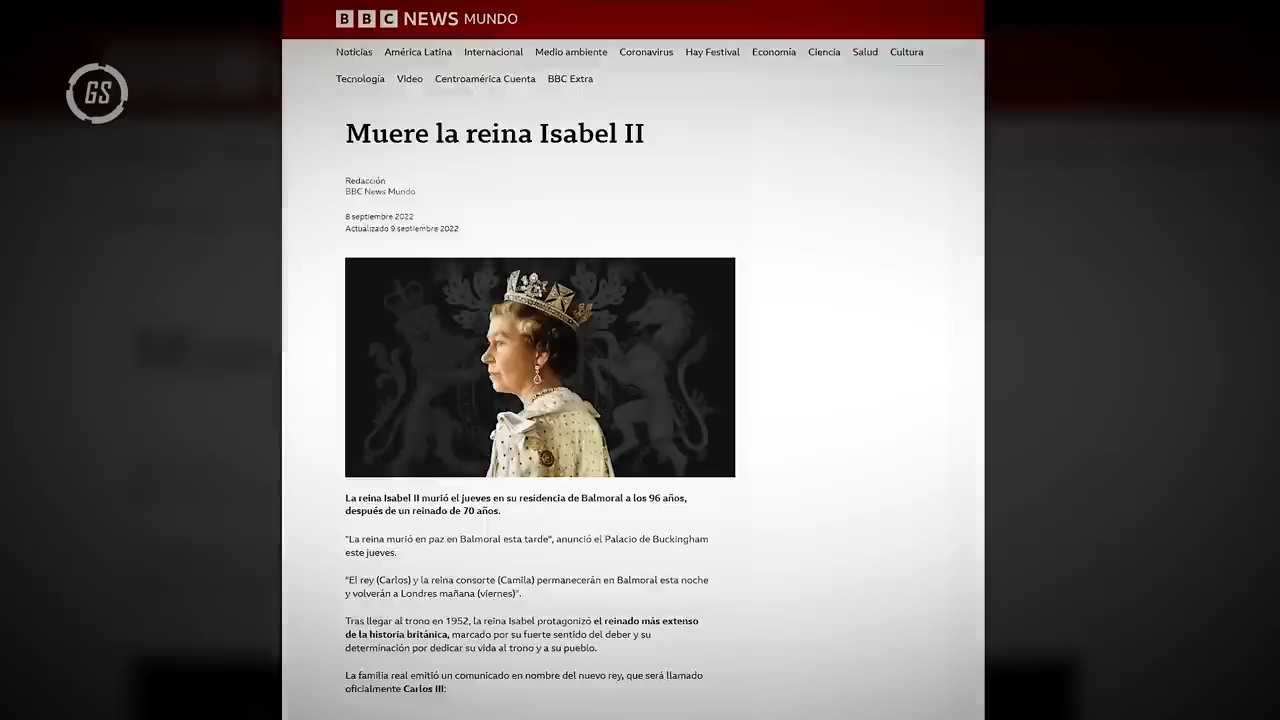 BBC NEWS MUNDO
Noticias América Latina Internacional Medio ambiente Coronavirus Hay Festival Economía Ciencia Salud Cultura
Tecnología Video Centroamérica Cuenta BBC Extra
GS
Muere la reina Isabel II
Redacción
BBC News Mundo
8 septiembre 2022
Actualizado 9 septiembre 2022
La reina Isabel II murió el jueves en su residencia de Balmoral a los 96 años,
después de un reinado de 70 años.
"La reina murió en paz en Balmoral esta tarde", anunció el Palacio de Buckingham
este jueves.
"El rey (Carlos) y la reina consorte (Camila) permanecerán en Balmoral esta noche
y volverán a Londres mañana (viernes)".
Tras llegar al trono en 1952, la reina Isabel protagonizó el reinado más extenso
de la historia británica, marcado por su fuerte sentido del deber y su
determinación por dedicar su vida al trono y a su pueblo.
La familia real emitió un comunicado en nombre del nuevo rey, que será llamado
oficialmente Carlos III: